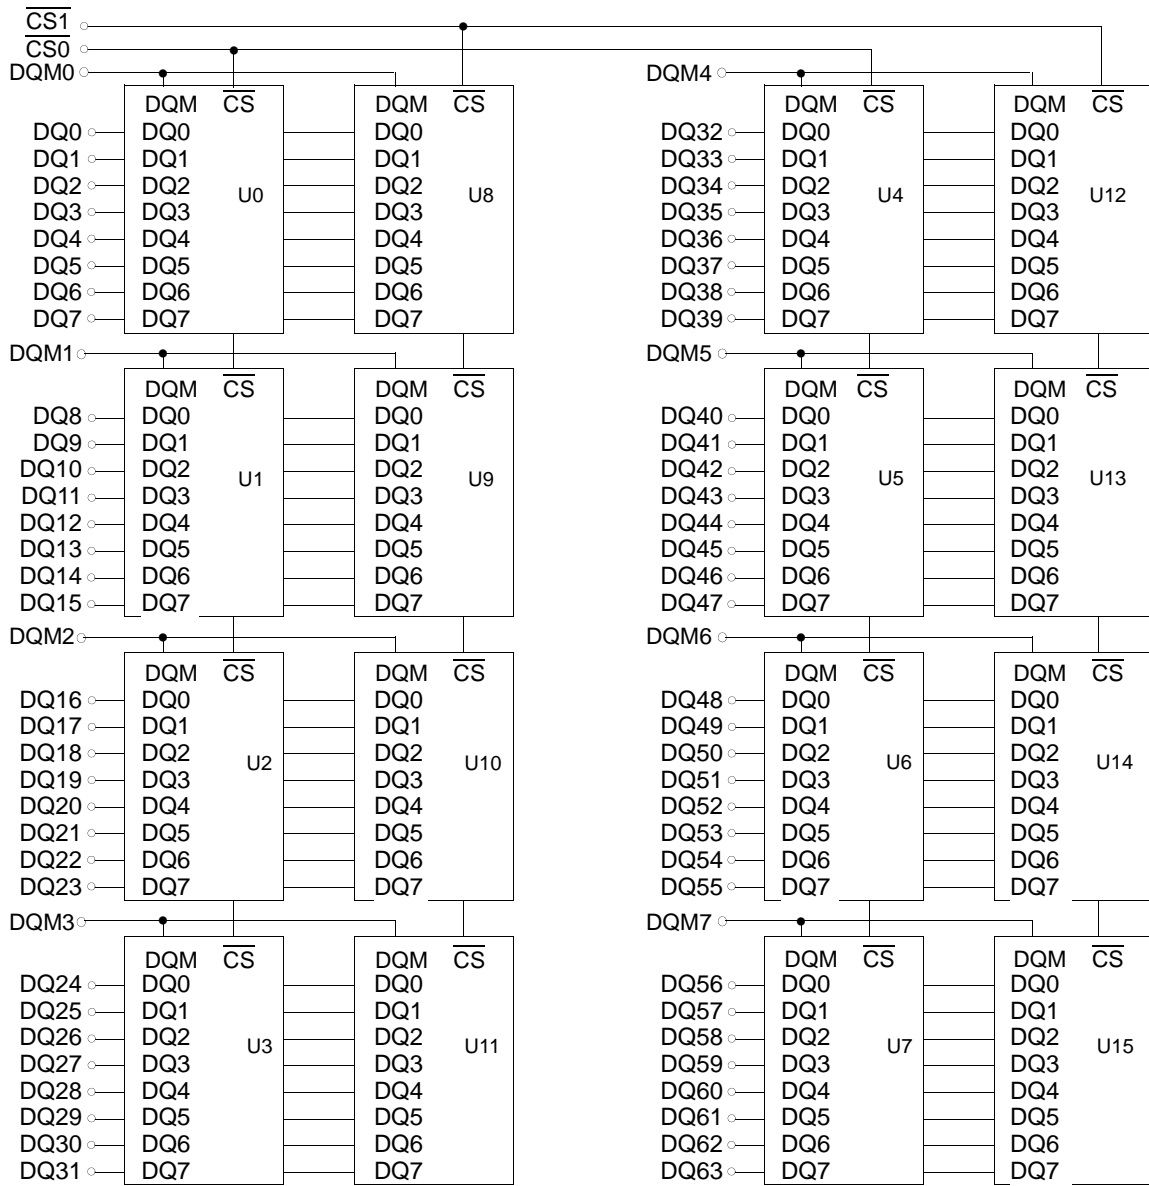 CS1
CS0
DQM0 DQM4
DQM CS DQM CS DQM CS DQM CS
DQ0 DQ0 DQ0 DQ32 DQ0 DQ0
DQ1 DQ1 DQ1 DQ33 DQ1 DQ1
DQ2 DQ2 U0 DQ2 U8 DQ34 DQ2 U4 DQ2 U12
DQ3 DQ3 DQ3 DQ35 DQ3 DQ3
DQ4 DQ4 DQ4 DQ36 DQ4 DQ4
DQ5 DQ5 DQ5 DQ37 DQ5 DQ5
DQ6 DQ6 DQ6 DQ38 DQ6 DQ6
DQ7 DQ7 DQ7 DQ39 DQ7 DQ7
DQM1 DQM5
DQM CS DQM CS DQM CS DQM CS
DQ8 DQ0 DQ0 DQ40 DQ0 DQ0
DQ9 DQ1 DQ1 DQ41 DQ1 DQ1
DQ10 DQ2 U1 DQ2 U9 DQ42 DQ2 U5 DQ2 U13
DQ11 DQ3 DQ3 DQ43 DQ3 DQ3
DQ12 DQ4 DQ4 DQ44 DQ4 DQ4
DQ13 DQ5 DQ5 DQ45 DQ5 DQ5
DQ14 DQ6 DQ6 DQ46 DQ6 DQ6
DQ15 DQ7 DQ7 DQ47 DQ7 DQ7
DQM2 DQM6
DQM CS DQM CS DQM CS DQM CS
DQ16 DQ0 DQ0 DQ48 DQ0 DQ0
DQ17 DQ1 DQ1 DQ49 DQ1 DQ1
DQ18 DQ2 U2 DQ2 U10 DQ50 DQ2 U6 DQ2 U14
DQ19 DQ3 DQ3 DQ51 DQ3 DQ3
DQ20 DQ4 DQ4 DQ52 DQ4 DQ4
DQ21 DQ5 DQ5 DQ53 DQ5 DQ5
DQ22 DQ6 DQ6 DQ54 DQ6 DQ6
DQ23 DQ7 DQ7 DQ55 DQ7 DQ7
DQM3 DQM7
DQM CS DQM CS DQM CS DQM CS
DQ24 DQ0 DQ0 DQ56 DQ0 DQ0
DQ25 DQ1 DQ1 DQ57 DQ1 DQ1
DQ26 DQ2 U3 DQ2 U11 DQ58 DQ2 U7 DQ2 U15
DQ27 DQ3 DQ3 DQ59 DQ3 DQ3
DQ28 DQ4 DQ4 DQ60 DQ4 DQ4
DQ29 DQ5 DQ5 DQ61 DQ5 DQ5
DQ30 DQ6 DQ6 DQ62 DQ6 DQ6
DQ31 DQ7 DQ7 DQ63 DQ7 DQ7